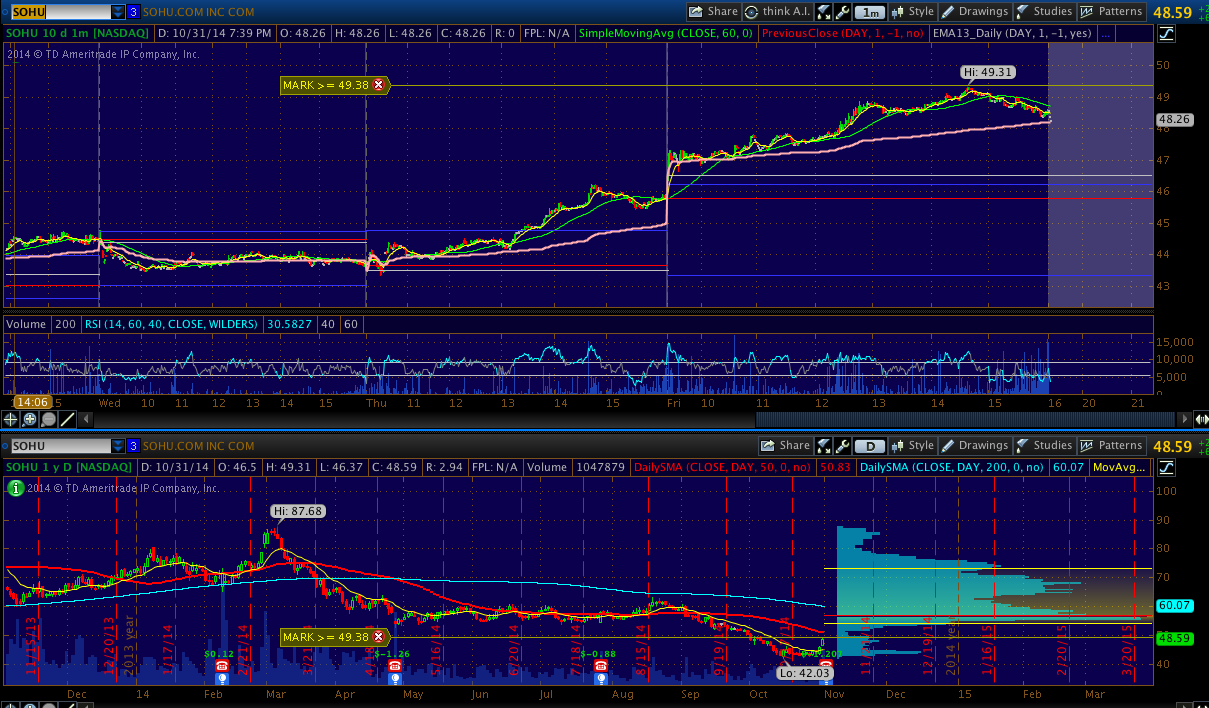 SOHU 3 SOHU.COM INC COM Share think A.I. 1m Style Drawings Studies Patterns 48.59
SOHU 10 d 1m [NASDAQ] D: 10/31/14 7:39 PM O: 48.26 H: 48.26 L: 48.26 C: 48.26 R: 0 FPL: N/A SimpleMovingAvg (CLOSE, 60, 0) PreviousClose (DAY, 1, -1, no) EMA13_Daily (DAY, 1, -1, yes) ...
2014 © TD Ameritrade IP Company, Inc.
50
Hi: 49.31
MARK >= 49.38
49
48.26
48
47
46
45
44
43
Volume 200 RSI (14, 60, 40, CLOSE, WILDERS) 30.5827 40 60
15,000
10,000
5,000
14:06 Wed 10 11 12 13 14 15 Thu 11 12 13 14 15 Fri 10 11 12 13 14 15 16 20 21
SOHU 3 SOHU.COM INC COM Share D Style Drawings Studies Patterns 48.59
SOHU 1 y D [NASDAQ] D: 10/31/14 O: 46.5 H: 49.31 L: 46.37 C: 48.59 R: 2.94 FPL: N/A Volume 1047879 DailySMA (CLOSE, DAY, 50, 0, no) 50.83 DailySMA (CLOSE, DAY, 200, 0, no) 60.07 MovAvg...
2014 © TD Ameritrade IP Company, Inc.
100
Hi: 87.68
90
80
70
60.07
MARK >= 49.38
48.59
40
11/15/13
12/20/13
2013 year
1/17/14
2/21/14
5/16/14
6/20/14
7/18/14
9/19/14
12/19/14
2014 year
1/16/15
2/20/15
3/20/15
$0.12
$-1.26
$-0.88
Lo: 42.03
Dec 14 Feb Mar Apr May Jun Jul Aug Sep Oct Nov Dec 15 Feb Mar